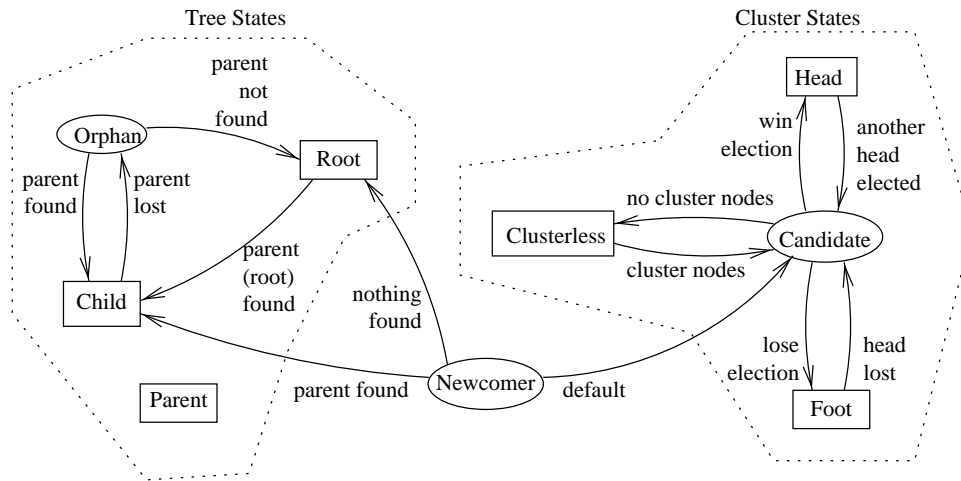 Tree States
Cluster States
parent
not
found
Orphan
Root
parent
found
parent
lost
parent
(root)
found
Child
Parent
nothing
found
parent found
Newcomer
default
Head
win
election
another
head
elected
no cluster nodes
Clusterless
Candidate
cluster nodes
lose
election
head
lost
Foot